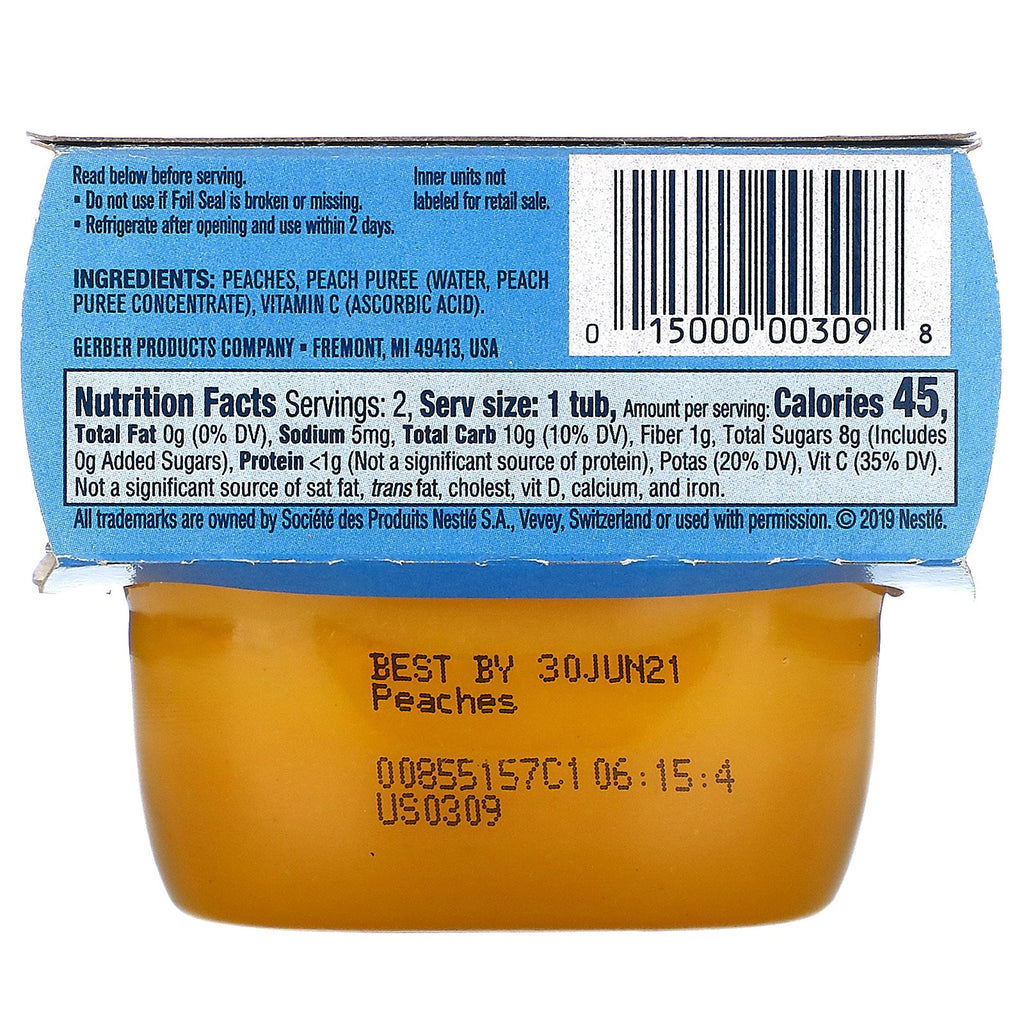 Read below before serving.
▪ Do not use if Foil Seal is broken or missing.
▪ Refrigerate after opening and use within 2 days.
Inner units not
labeled for retail sale.
INGREDIENTS: PEACHES, PEACH PUREE (WATER, PEACH
PUREE CONCENTRATE), VITAMIN C (ASCORBIC ACID).
GERBER PRODUCTS COMPANY ▪ FREMONT, MI 49413, USA
0 15000 00309 8
Nutrition Facts Servings: 2, Serv size: 1 tub, Amount per serving: Calories 45,
Total Fat 0g (0% DV), Sodium 5mg, Total Carb 10g (10% DV), Fiber 1g, Total Sugars 8g (Includes
0g Added Sugars), Protein <1g (Not a significant source of protein), Potas (20% DV), Vit C (35% DV).
Not a significant source of sat fat, trans fat, cholest, vit D, calcium, and iron.
All trademarks are owned by Société des Produits Nestlé S.A., Vevey, Switzerland or used with permission. © 2019 Nestlé.
BEST BY 30JUN21
Peaches
00855157C1 06:15:4
US0309